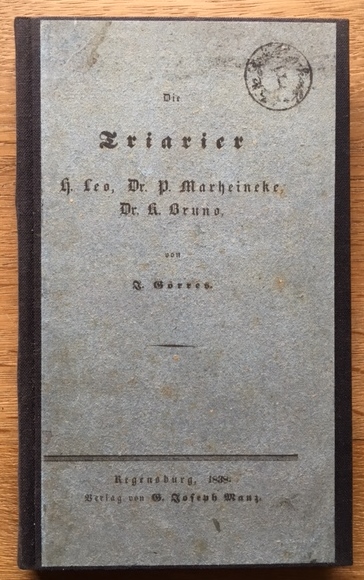 Die
Triarier
H. Leo, Dr. P. Marheineke,
Dr. K. Bruno,
von
J. Görres.
Regensburg, 1838.
Verlag von G. Joseph Manz.